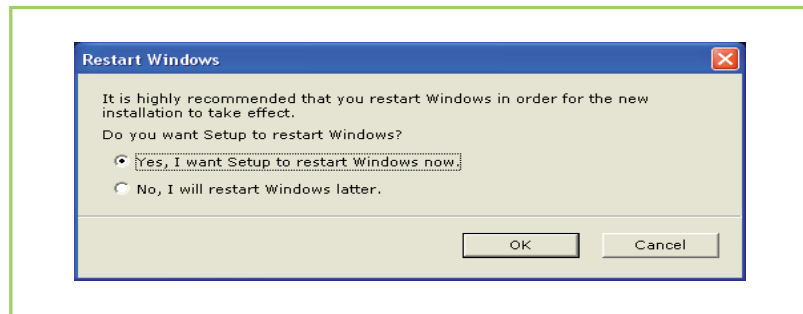 Restart Windows
It is highly recommended that you restart Windows in order for the new
installation to take effect.
Do you want Setup to restart Windows?
Yes, I want Setup to restart Windows now.
No, I will restart Windows latter.
OK Cancel